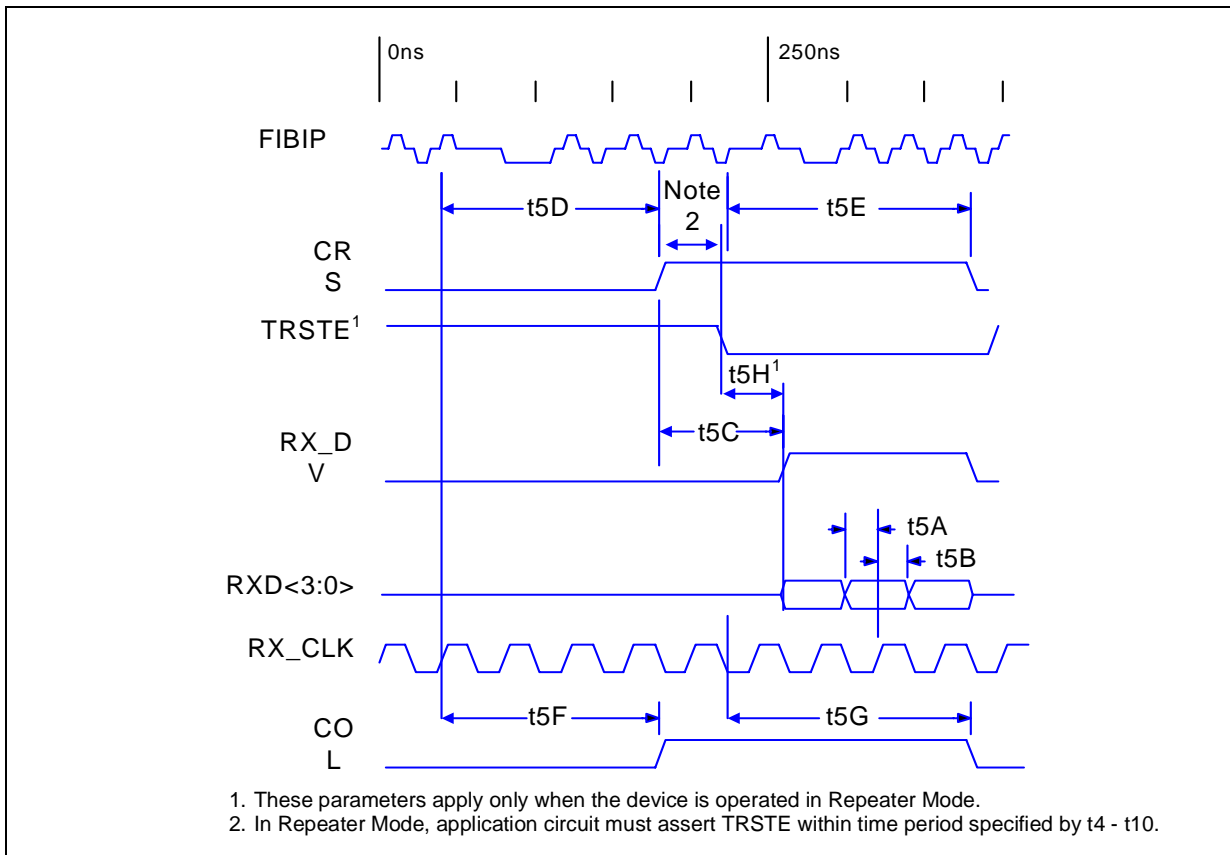 0ns
250ns
FIBIP
Note
2
t5D
t5E
CR
S
TRSTE¹
t5H¹
t5C
RX_D
V
t5A
t5B
RXD<3:0>
RX_CLK
t5F
t5G
CO
L
1. These parameters apply only when the device is operated in Repeater Mode.
2. In Repeater Mode, application circuit must assert TRSTE within time period specified by t4 - t10.